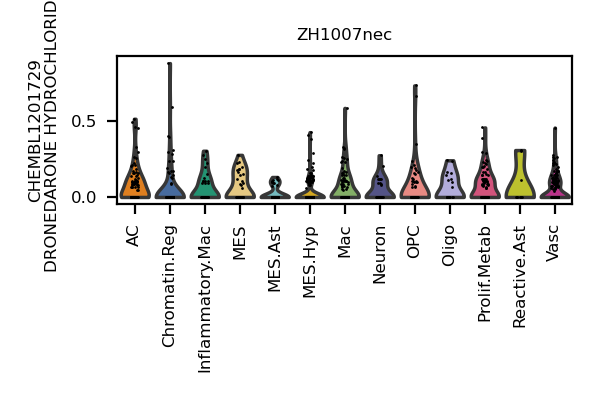 ZH1007nec
CHEMBL1201729
DRONEDARONE HYDROCHLORID
0.5
0.0
AC
Chromatin.Reg
Inflammatory.Mac
MES
MES.Ast
MES.Hyp
Mac
Neuron
OPC
Oligo
Prolif.Metab
Reactive.Ast
Vasc